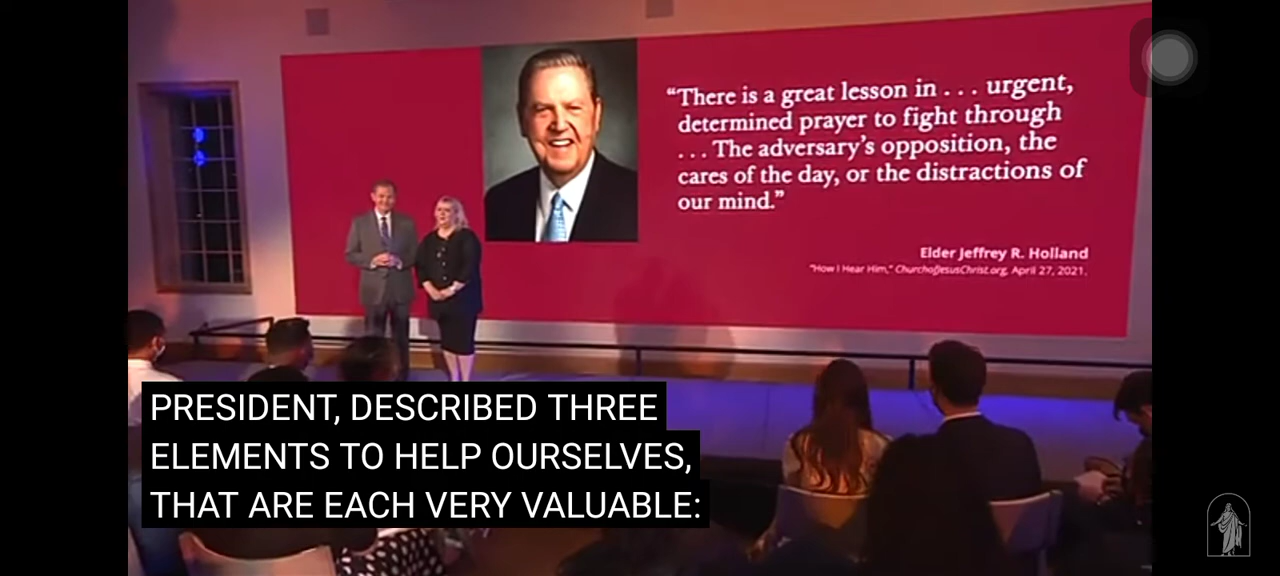 “There is a great lesson in . . . urgent,
determined prayer to fight through
. . . The adversary’s opposition, the
cares of the day, or the distractions of
our mind.”
Elder Jeffrey R. Holland
“How I Hear Him,” ChurchofJesusChrist.org, April 27, 2021.
PRESIDENT, DESCRIBED THREE
ELEMENTS TO HELP OURSELVES,
THAT ARE EACH VERY VALUABLE: